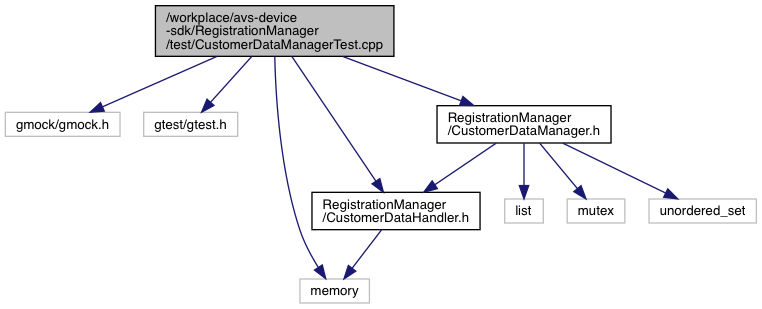 /workplace/avs-device
-sdk/RegistrationManager
/test/CustomerDataManagerTest.cpp
gmock/gmock.h
gtest/gtest.h
RegistrationManager
/CustomerDataManager.h
RegistrationManager
/CustomerDataHandler.h
list
mutex
unordered_set
memory